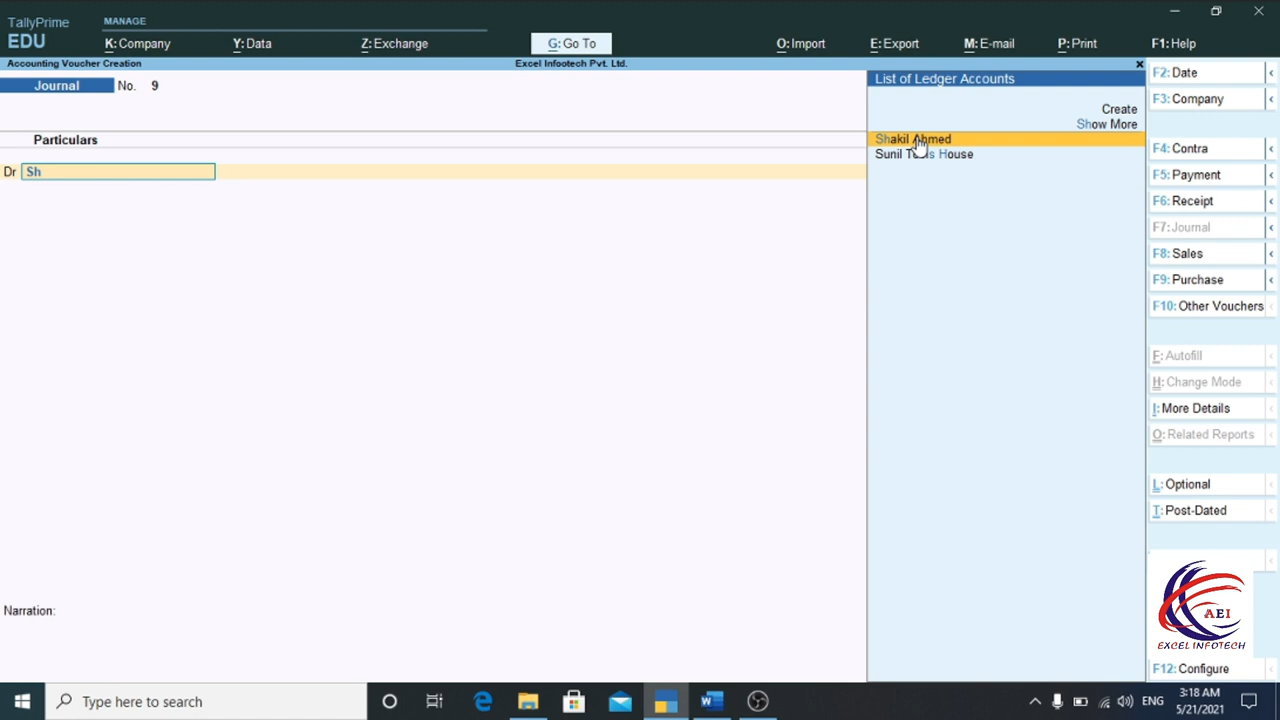 TallyPrime
EDU
MANAGE
K: Company
Y: Data
Z: Exchange
G: Go To
O: Import
E: Export
M: E-mail
P: Print
F1: Help
Accounting Voucher Creation
Excel Infotech Pvt. Ltd.
Journal
No. 9
Particulars
Dr Sh
Narration:
List of Ledger Accounts
Create
Show More
Shakil Ahmed
Sunil Tools House
F2: Date
F3: Company
F4: Contra
F5: Payment
F6: Receipt
F7: Journal
F8: Sales
F9: Purchase
F10: Other Vouchers
F: Autofill
H: Change Mode
I: More Details
O: Related Reports
L: Optional
T: Post-Dated
AEI
EXCEL INFOTECH
F12: Configure
Type here to search
ENG
3:18 AM
5/21/2021